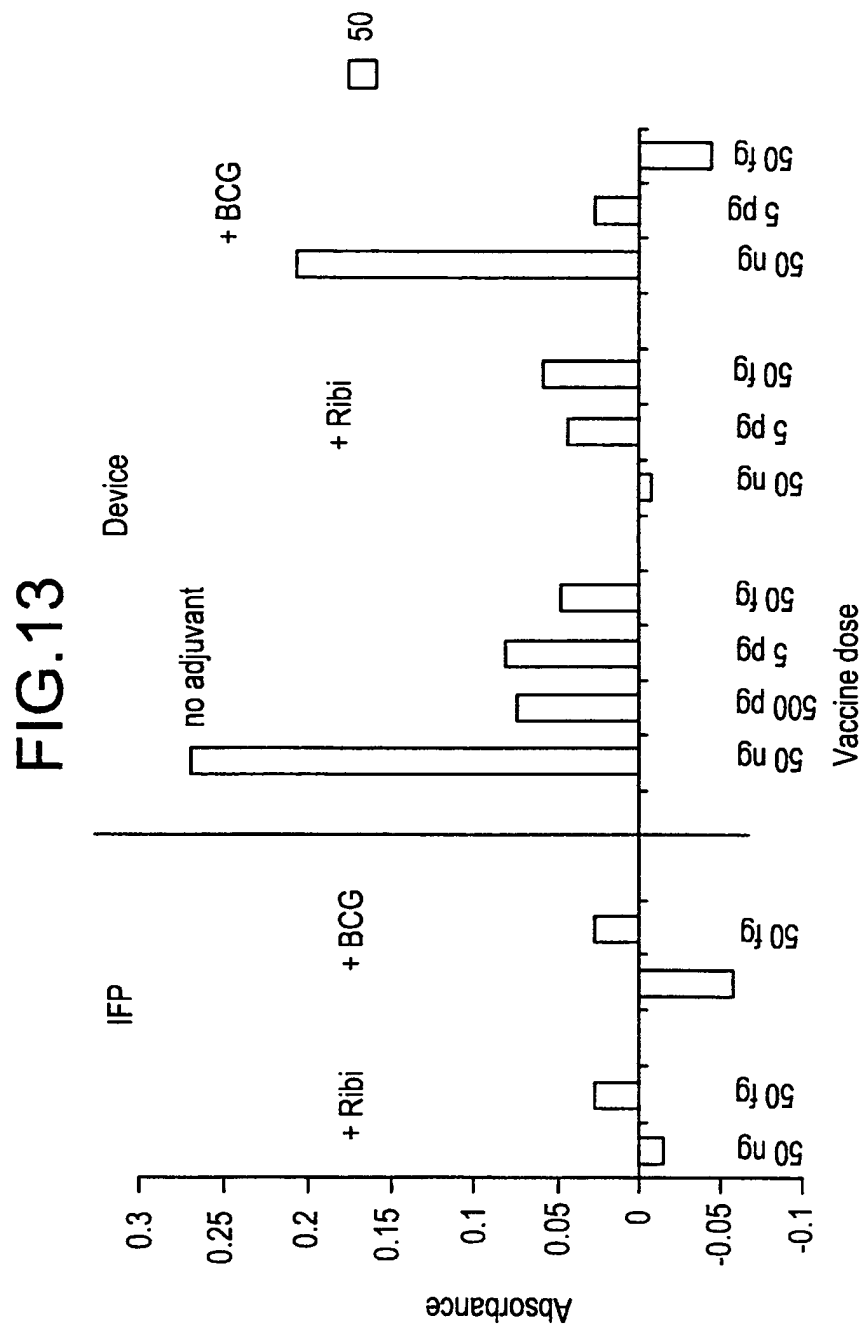 FIG.13
IFP
Device
+ Ribi
+ BCG
no adjuvant
+ Ribi
+ BCG
50
Absorbance
0.3
0.25
0.2
0.15
0.1
0.05
0
-0.05
-0.1
50 ng
50 fg
50 fg
50 ng
500 pg
5 pg
50 fg
50 ng
5 pg
50 fg
50 ng
5 pg
50 fg
Vaccine dose